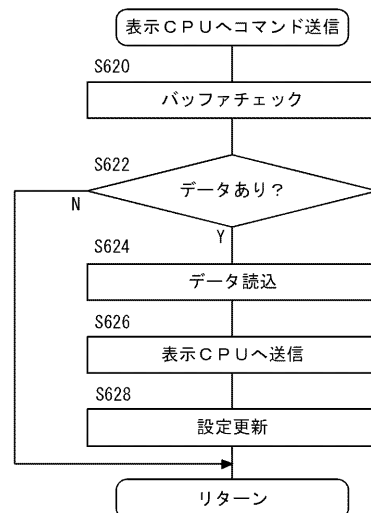 表示CPUへコマンド送信
S620
バッファチェック
S622
データあり？
N
Y
S624
データ読込
S626
表示CPUへ送信
S628
設定更新
リターン